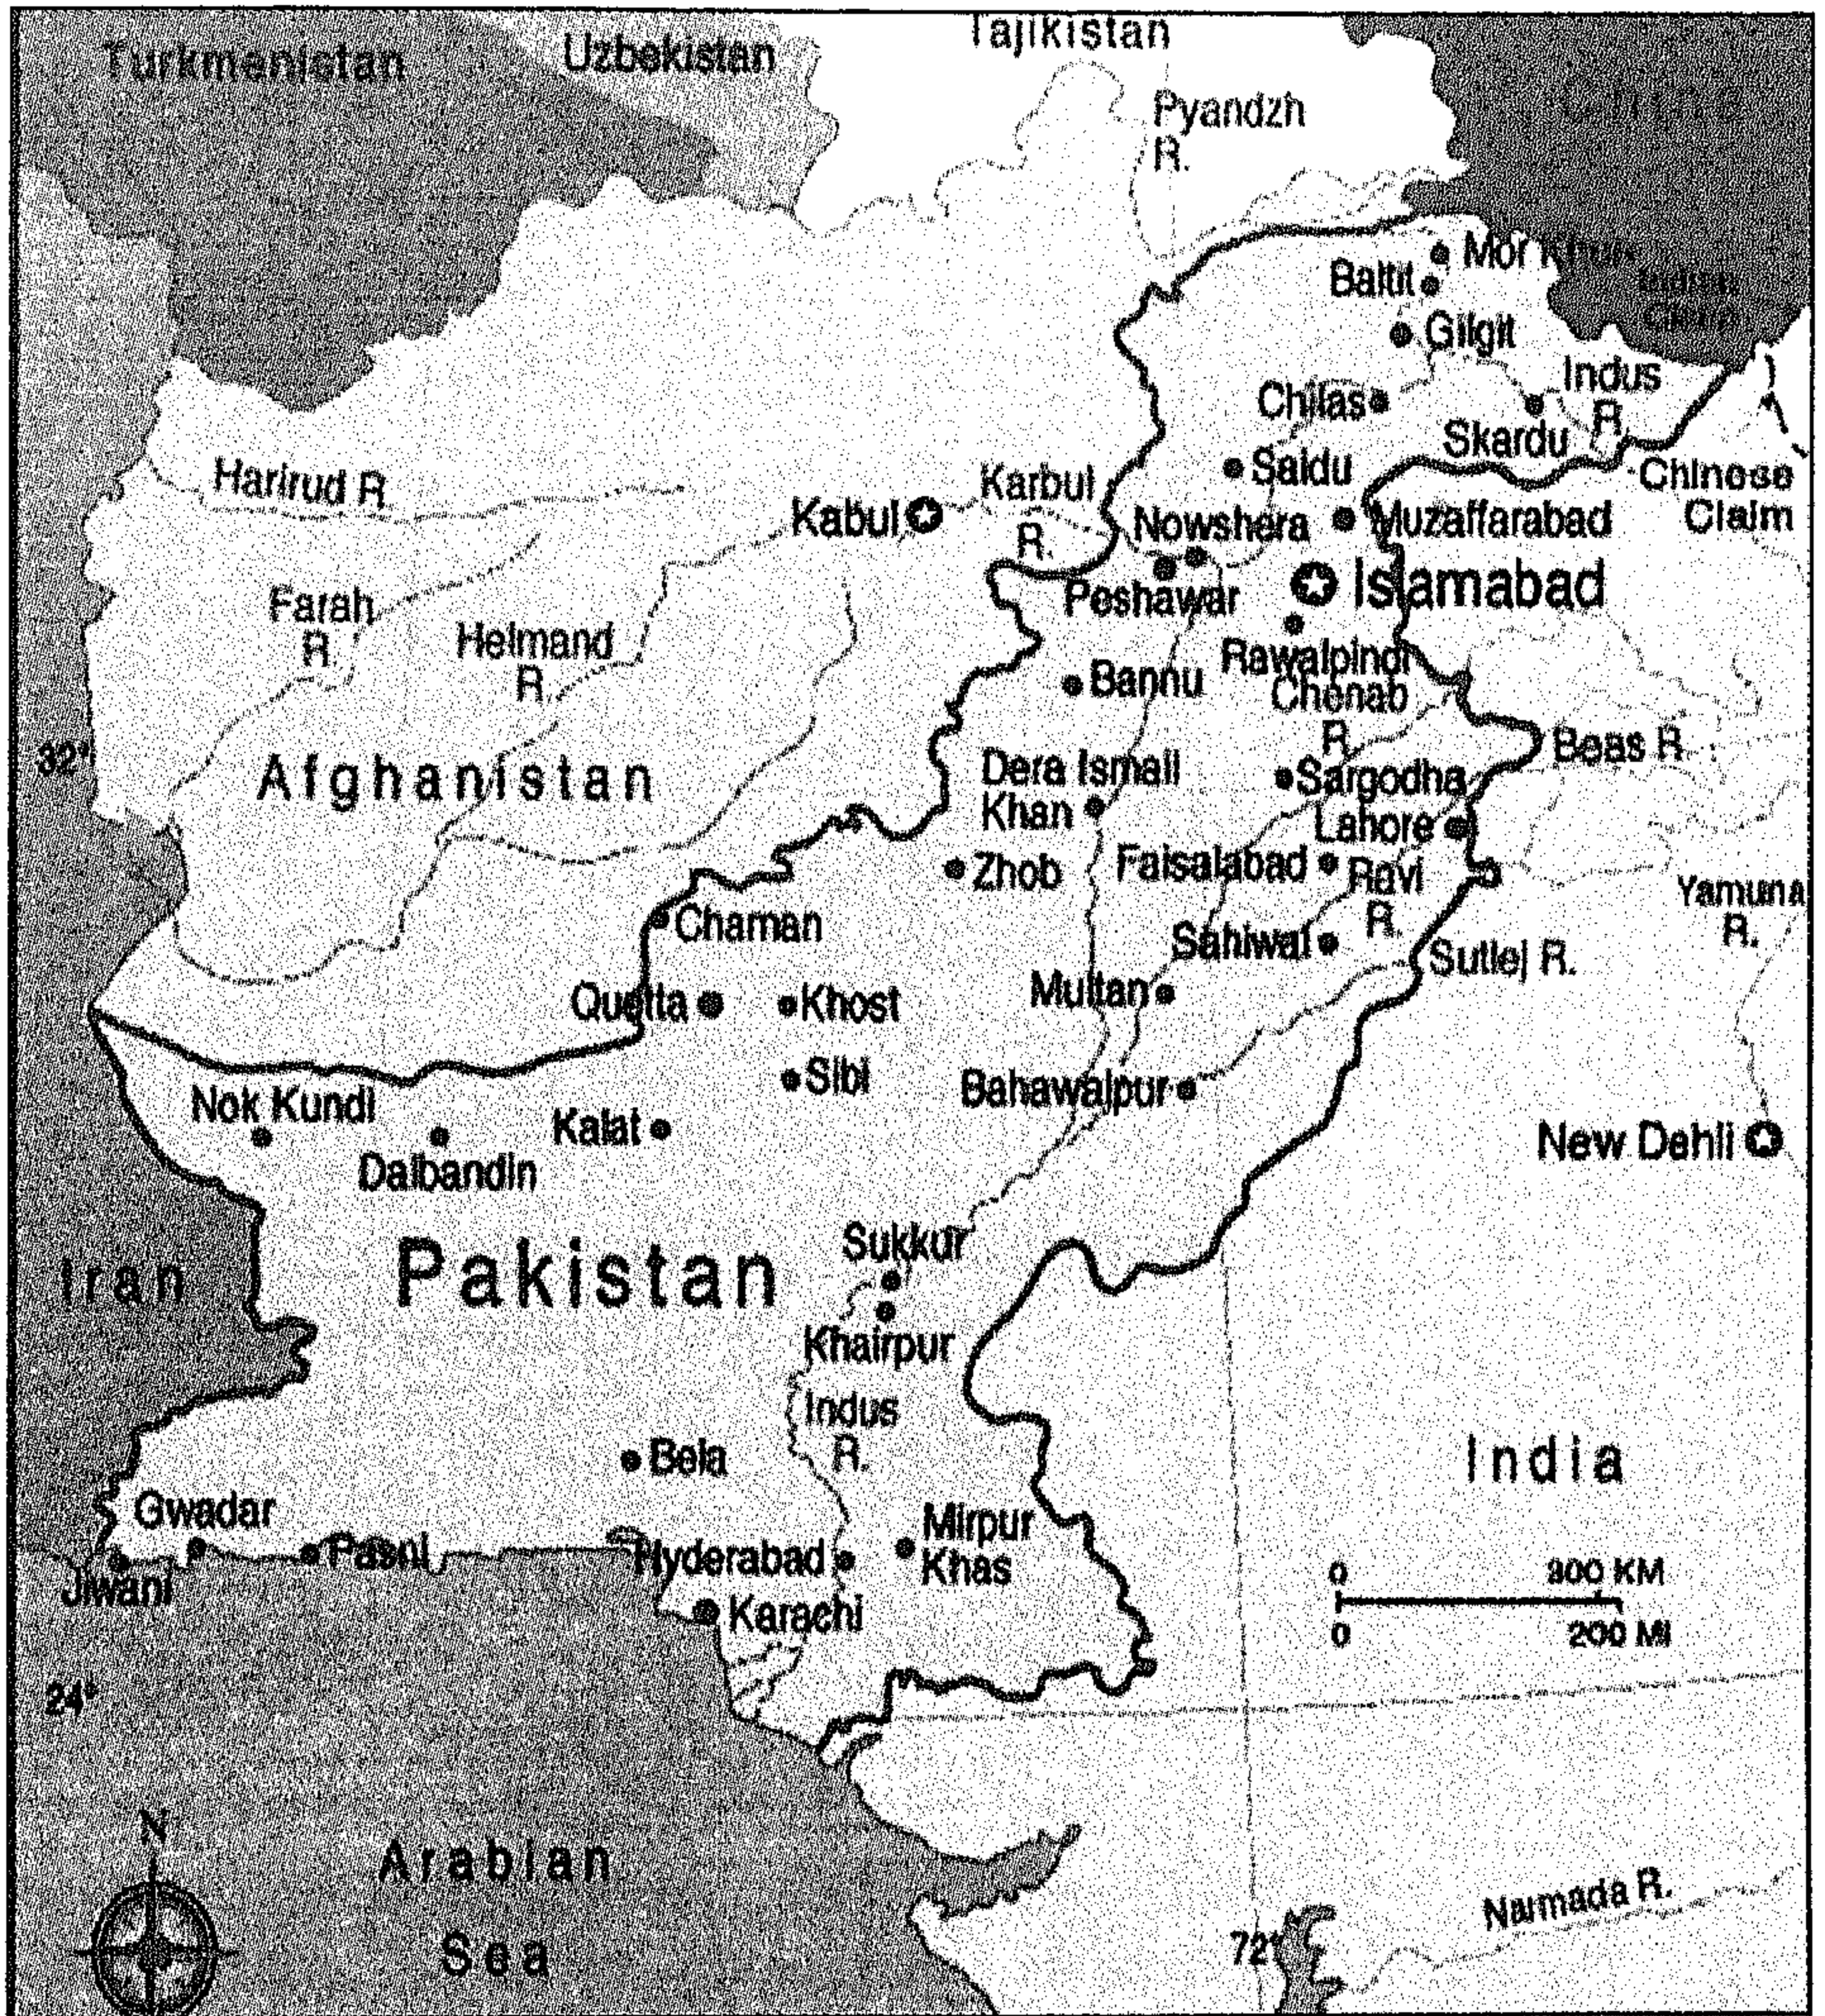 Turkmenistan
Uzbekistan
Tajikistan
Pyandzh
R.
Mor
Baltit
Gilgit
Indus
R.
Chilas
Skardu
Saidu
Chinese
Claim
Harirud R
Kabul
Karbul
R.
Nowshera
Muzaffarabad
Islamabad
Peshawar
Farah
R.
Helmand
R.
Rawalpindi
Bannu
Chenab
R.
32°
Afghanistan
Beas R.
Dera Ismail
Khan
Sargodha
Lahore
Zhob
Faisalabad
Ravi
R.
Yamuna
R.
Chaman
Sahiwal
Sutlej R.
Multan
Quetta
Khost
Sibi
Bahawalpur
Nok Kundi
Kalat
New Dehli
Dalbandin
Sukkur
Iran
Pakistan
Khairpur
Indus
R.
Bela
India
Gwadar
Mirpur
Khas
Pasni
Hyderabad
Jiwani
Karachi
0 300 KM
0 200 MI
24°
N
Arabian
Sea
Narmada R.
72°